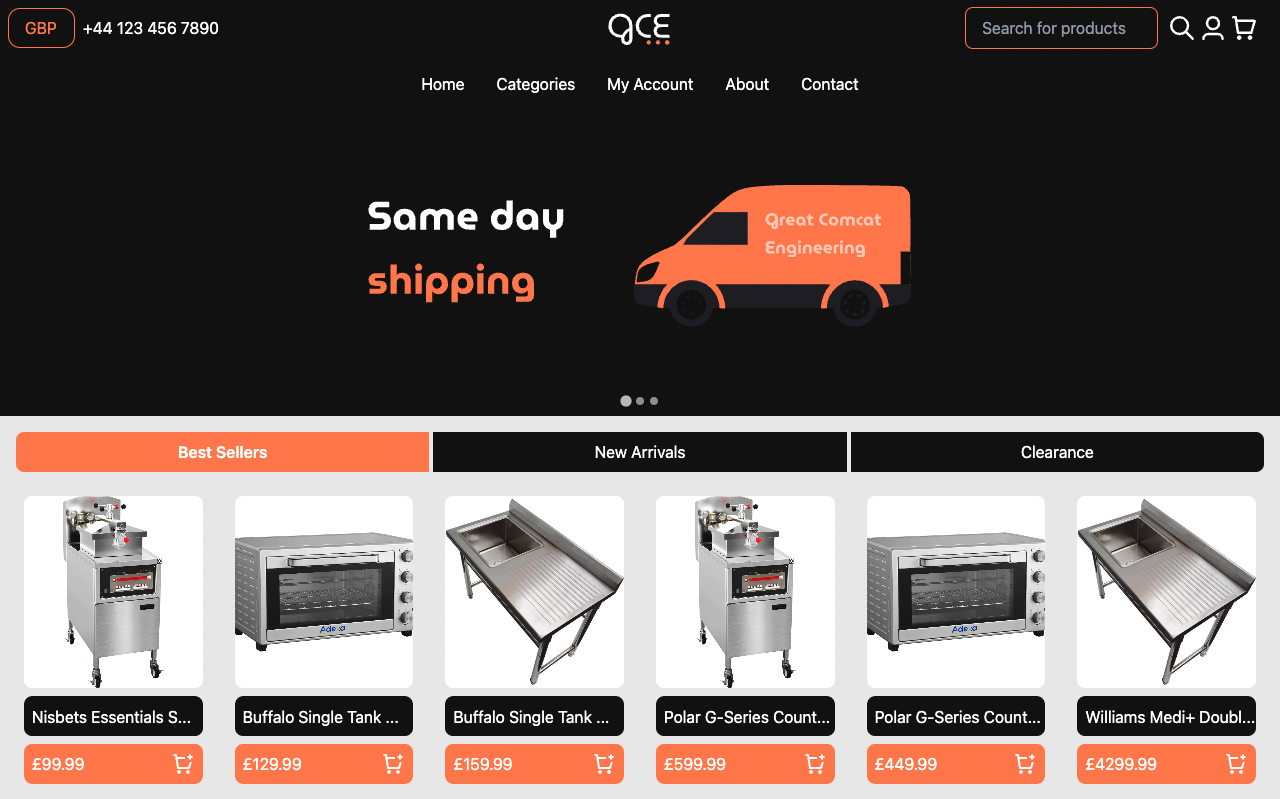 GBP
+44 123 456 7890
GCE
Search for products
Home
Categories
My Account
About
Contact
Same day
shipping
Great Comcat
Engineering
Best Sellers
New Arrivals
Clearance
Adexa
Adexa
Nisbets Essentials S...
Buffalo Single Tank ...
Buffalo Single Tank ...
Polar G-Series Count...
Polar G-Series Count...
Williams Medi+ Doubl...
£99.99
£129.99
£159.99
£599.99
£449.99
£4299.99